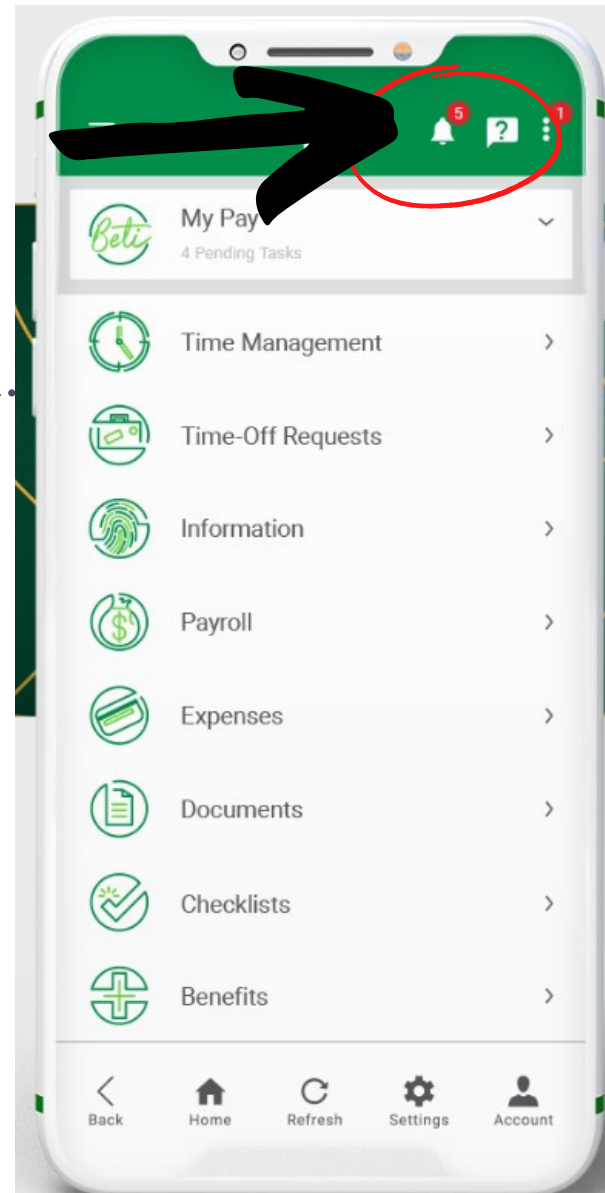 5
?
1
Beti
My Pay
4 Pending Tasks
Time Management
Time-Off Requests
Information
$
Payroll
Expenses
Documents
Checklists
Benefits
Back Home Refresh Settings Account